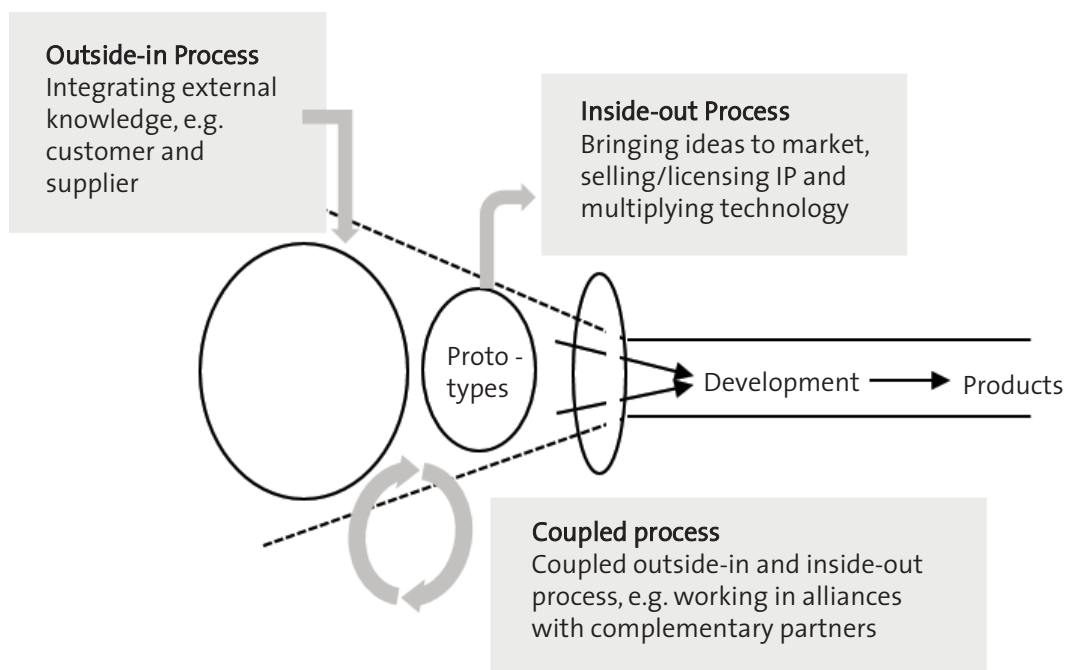 Outside-in Process
Integrating external
knowledge, e.g.
customer and
supplier
Inside-out Process
Bringing ideas to market,
selling/licensing IP and
multiplying technology
Proto -
types
Development
Products
Coupled process
Coupled outside-in and inside-out
process, e.g. working in alliances
with complementary partners